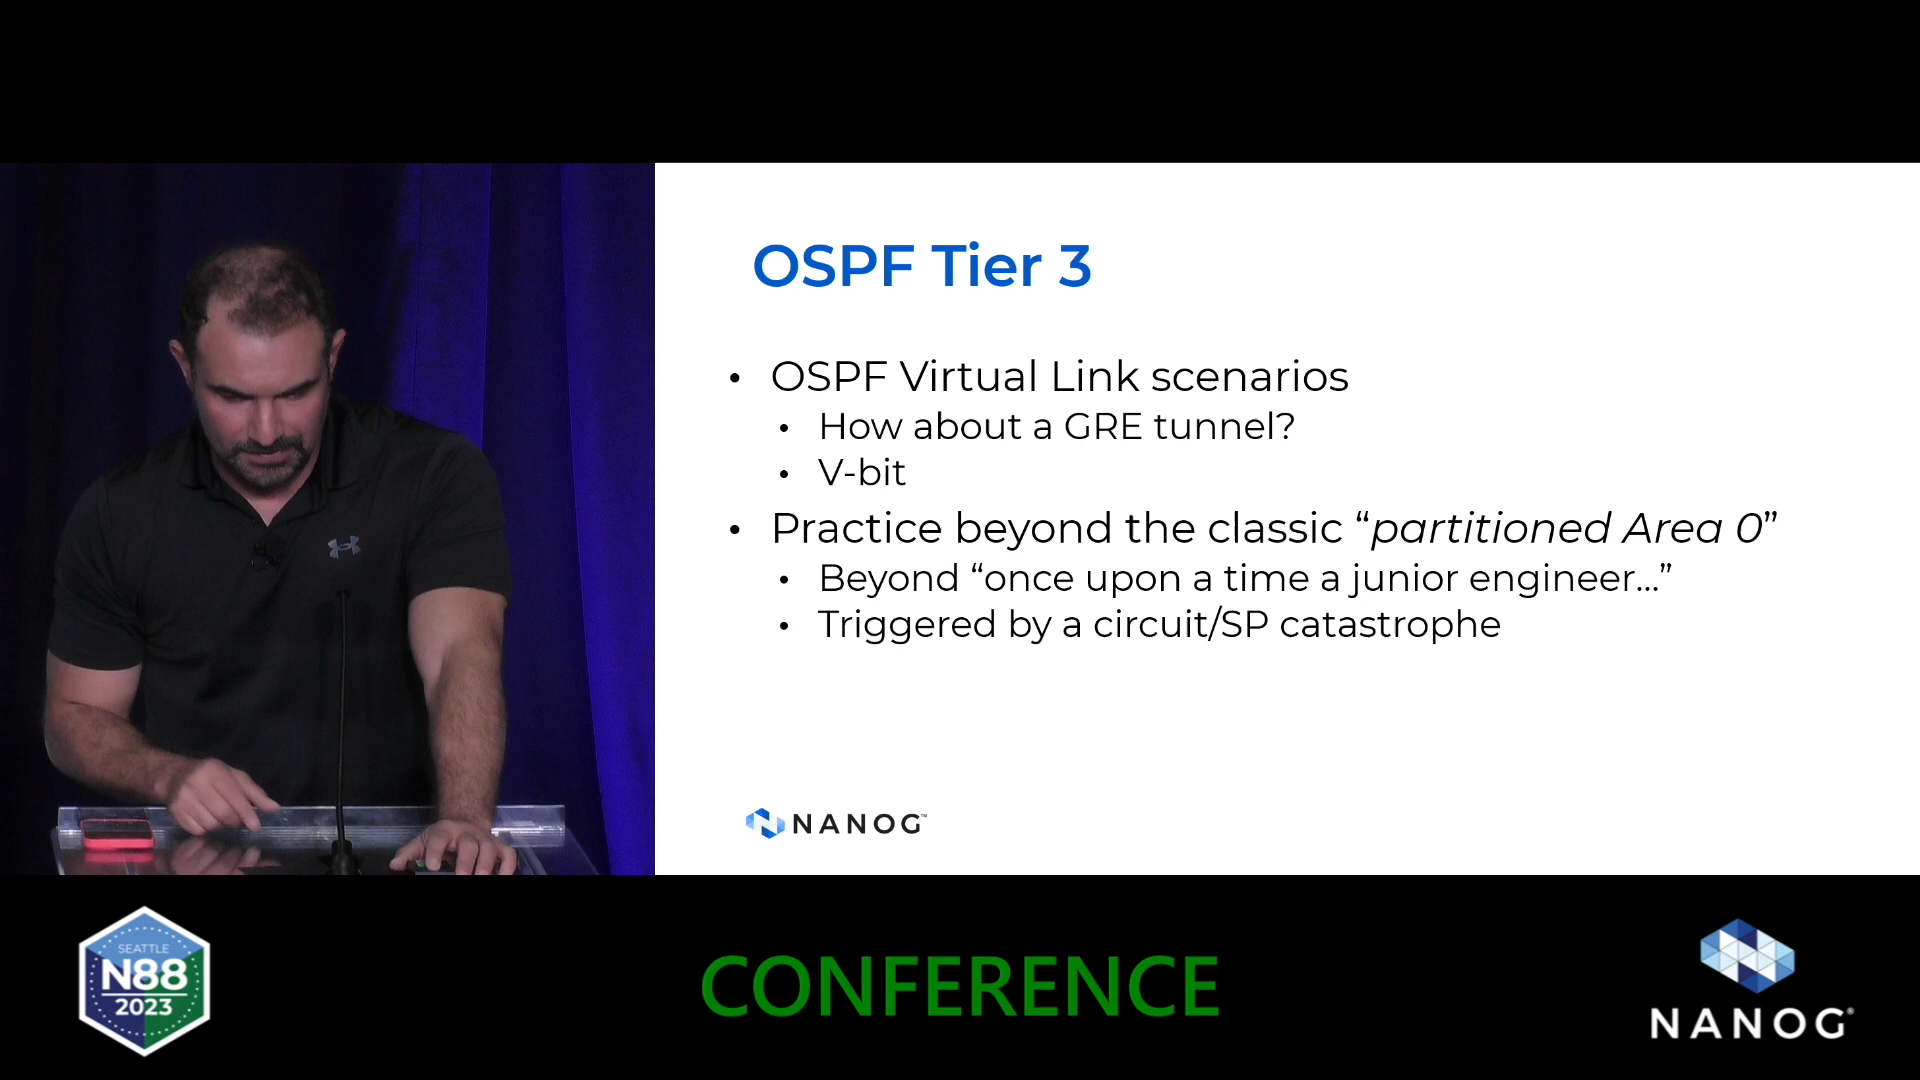 OSPF Tier 3
• OSPF Virtual Link scenarios
• How about a GRE tunnel?
• V-bit
• Practice beyond the classic “partitioned Area 0”
• Beyond “once upon a time a junior engineer…”
• Triggered by a circuit/SP catastrophe
NANOG™
SEATTLE
N88
2023
CONFERENCE
NANOG®